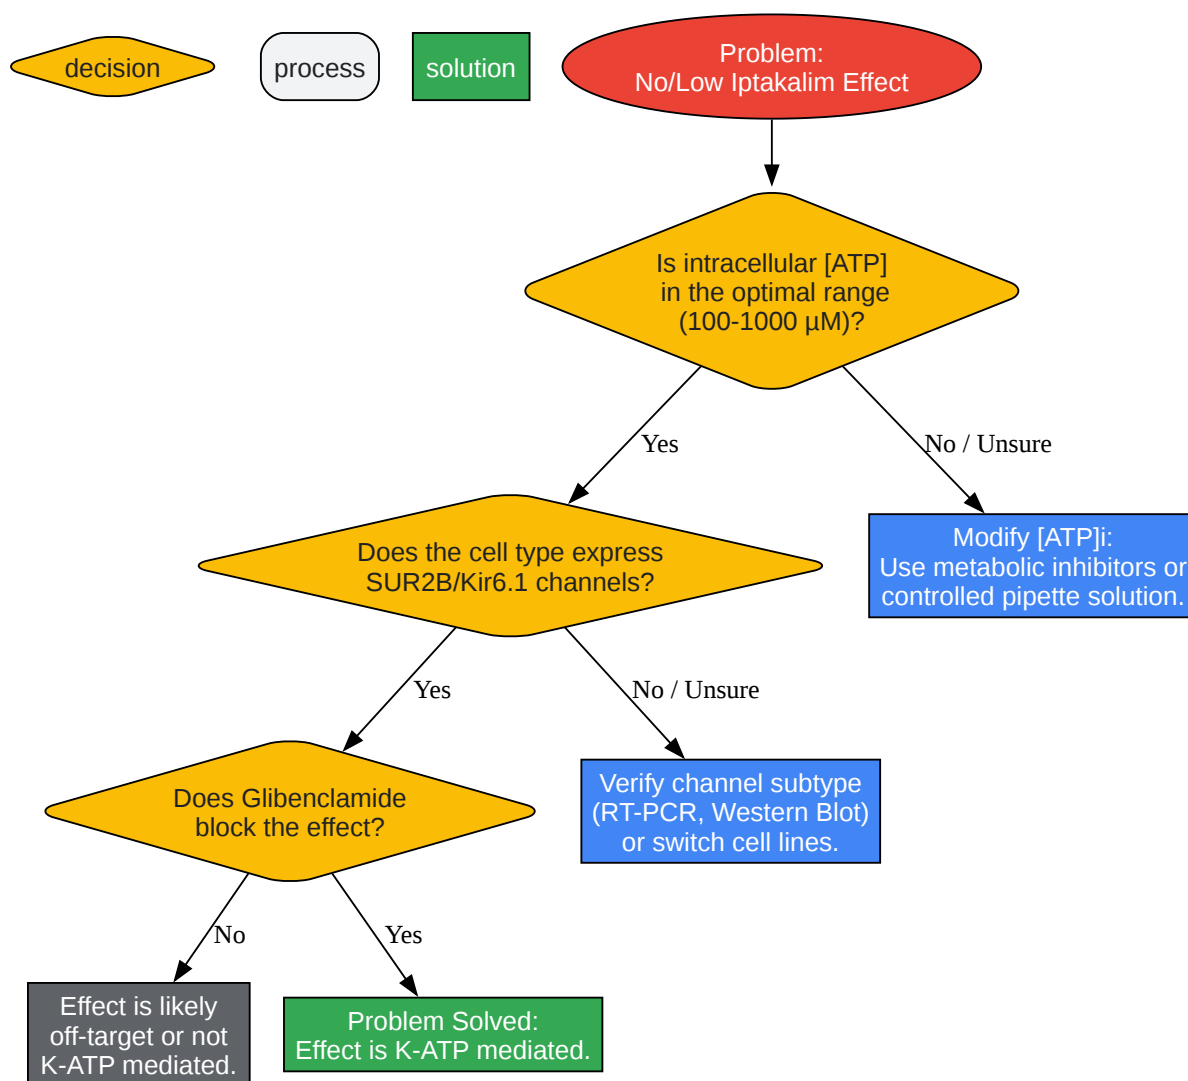 decision
process
solution
Problem:
No/Low Iptakalim Effect
Is intracellular [ATP]
in the optimal range
(100-1000 µM)?
Yes
No / Unsure
Does the cell type express
SUR2B/Kir6.1 channels?
Modify [ATP]i:
Use metabolic inhibitors or
controlled pipette solution.
Yes
No / Unsure
Does Glibenclamide
block the effect?
Verify channel subtype
(RT-PCR, Western Blot)
or switch cell lines.
No
Yes
Effect is likely
off-target or not
K-ATP mediated.
Problem Solved:
Effect is K-ATP mediated.